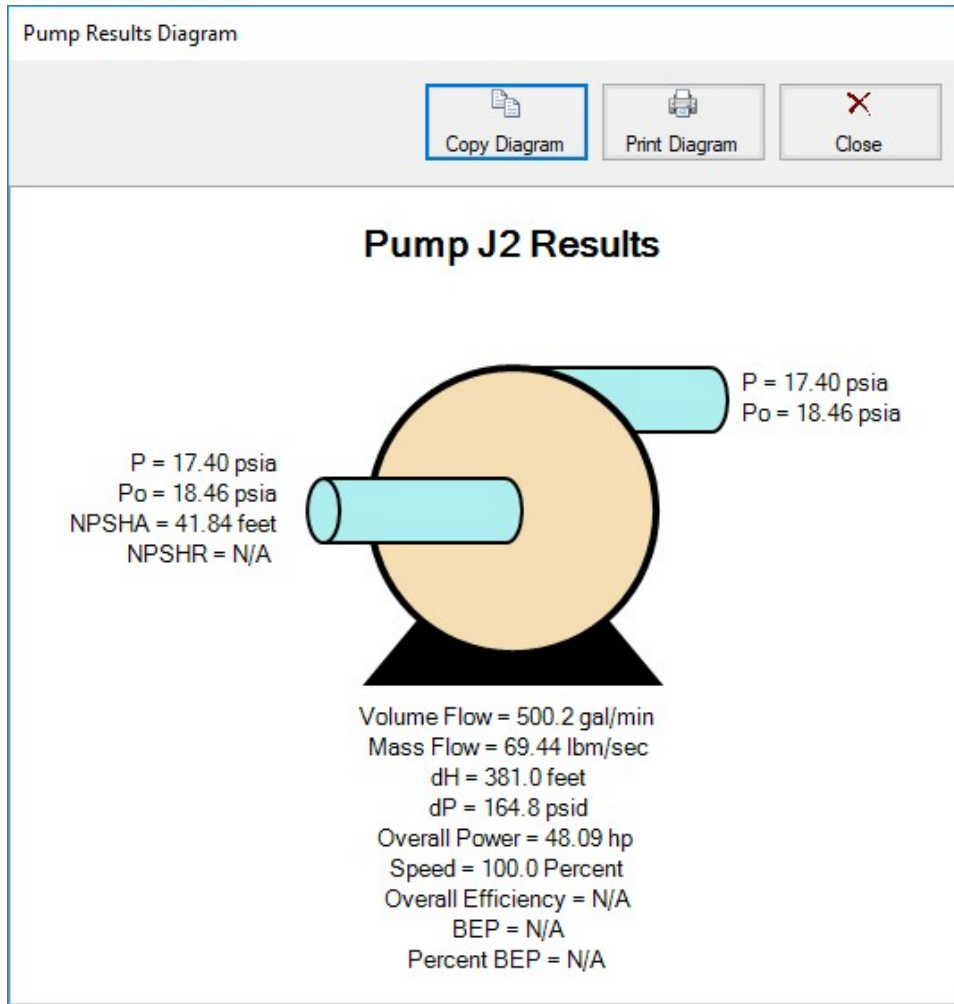 Pump Results Diagram
Copy Diagram
Print Diagram
Close
Pump J2 Results
P = 17.40 psia
Po = 18.46 psia
P = 17.40 psia
Po = 18.46 psia
NPSHA = 41.84 feet
NPSHR = N/A
Volume Flow = 500.2 gal/min
Mass Flow = 69.44 lbm/sec
dH = 381.0 feet
dP = 164.8 psid
Overall Power = 48.09 hp
Speed = 100.0 Percent
Overall Efficiency = N/A
BEP = N/A
Percent BEP = N/A